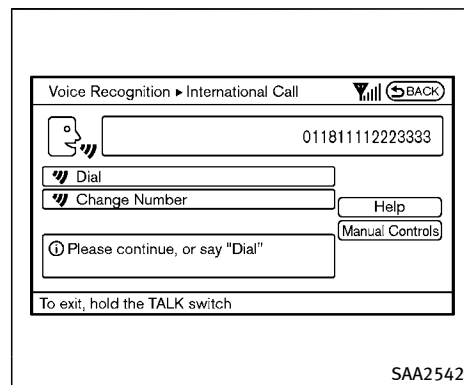 Voice Recognition ▸ International Call BACK
011811112223333
Dial
Change Number
Help
Manual Controls
Please continue, or say "Dial"
To exit, hold the TALK switch
SAA2542